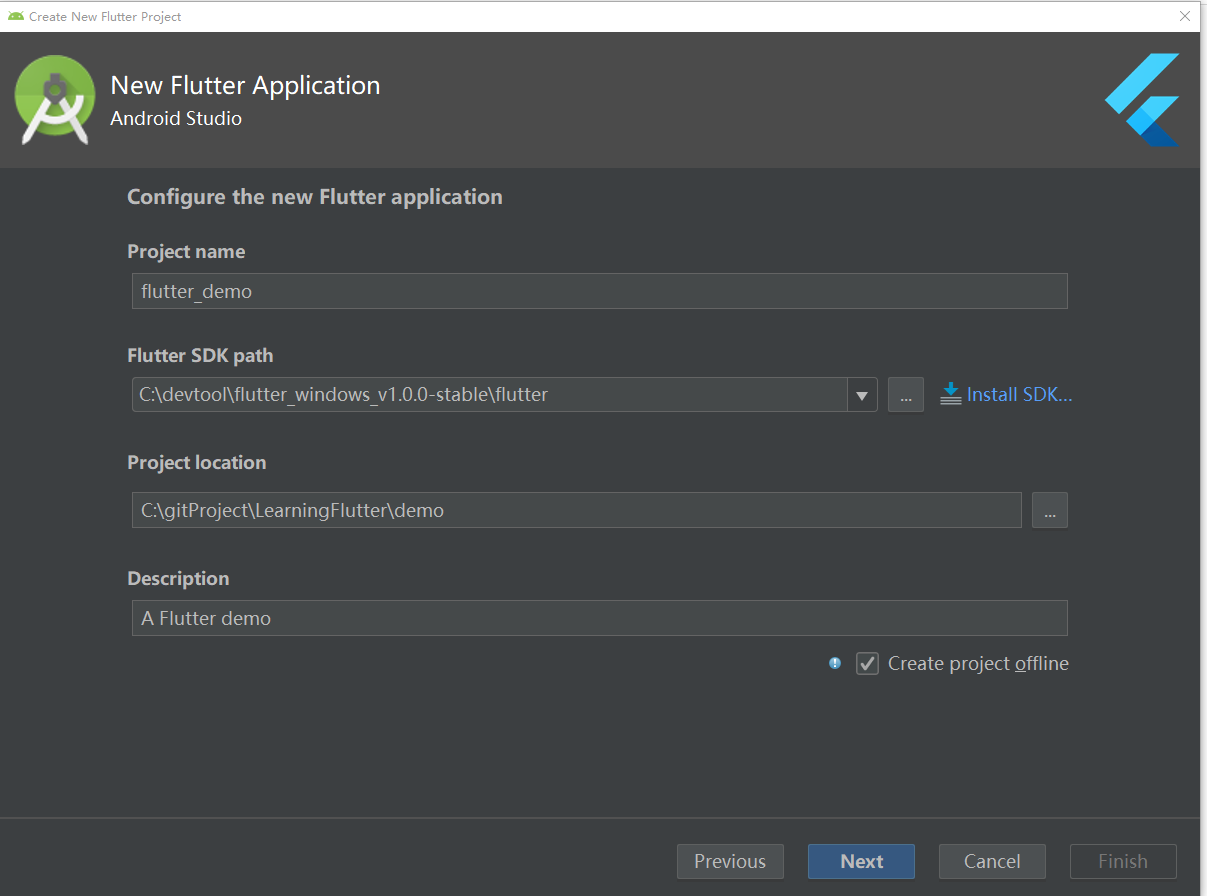 Create New Flutter Project
New Flutter Application
Android Studio
Configure the new Flutter application
Project name
flutter_demo
Flutter SDK path
C:\devtool\flutter_windows_v1.0.0-stable\flutter
... Install SDK...
Project location
C:\gitProject\LearningFlutter\demo
...
Description
A Flutter demo
Create project offline
Previous Next Cancel Finish